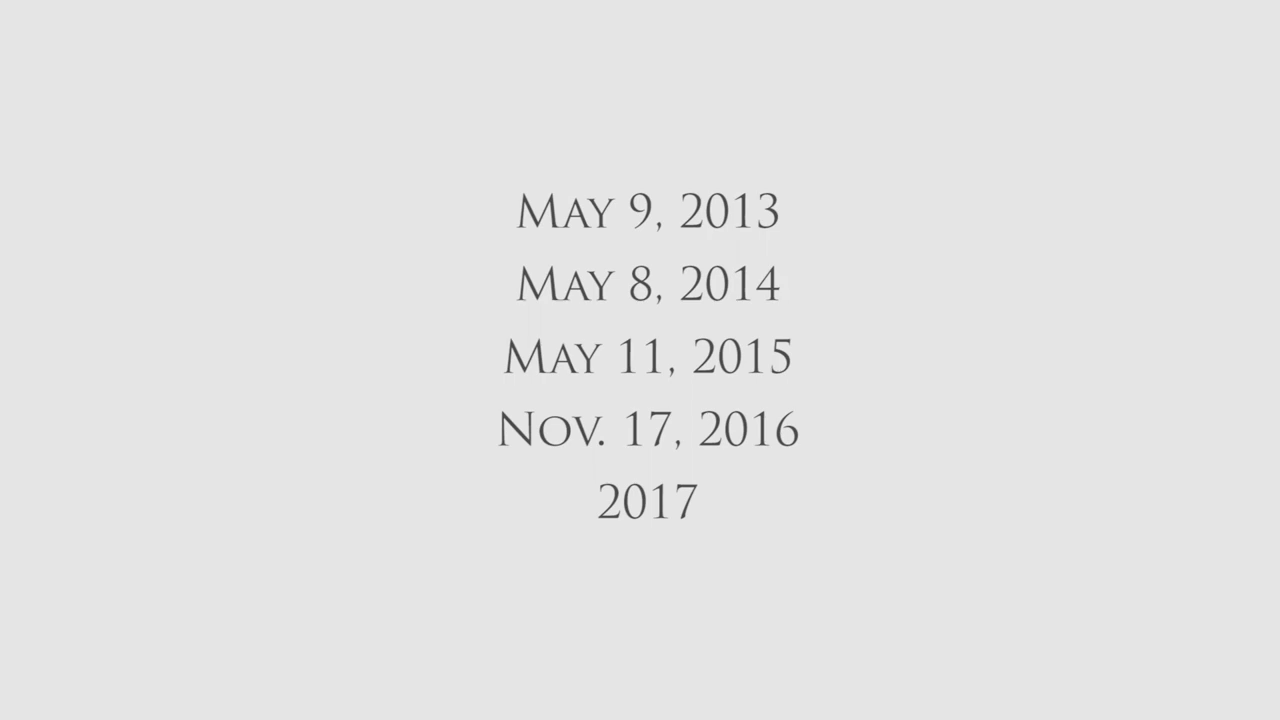 May 9, 2013
May 8, 2014
May 11, 2015
Nov. 17, 2016
2017